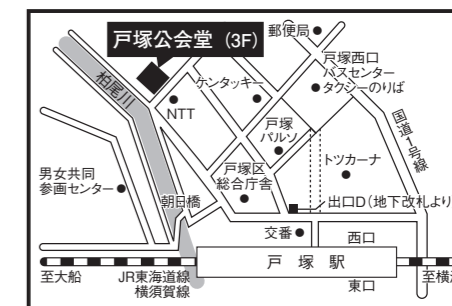 戸塚公会堂（3F）
郵便局
戸塚西口
バスセンター
タクシーのりば
柏尾川
ケンタッキー
NTT
戸塚
パルソ
国道1号線
トツカーナ
男女共同
参画センター
戸塚区
総合庁舎
朝日橋
出口D（地下改札より）
交番
西口
戸塚駅
至大船
JR東海道線
横須賀線
東口
至横浜